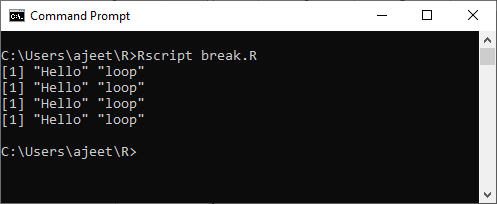 Command Prompt
C:\Users\ajeet\R>Rscript break.R
[1] "Hello" "loop"
[1] "Hello" "loop"
[1] "Hello" "loop"
[1] "Hello" "loop"
C:\Users\ajeet\R>